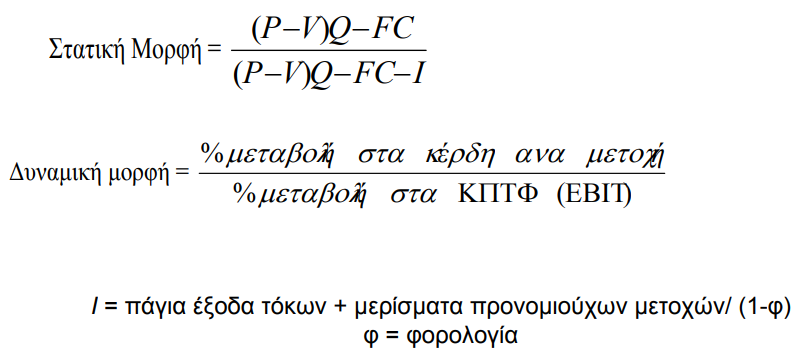 Στατική Μορφή = (P−V)Q−FC / (P−V)Q−FC−I
Δυναμική μορφή = %μεταβολή στα κέρδη ανα μετοχή / %μεταβολή στα ΚΠΤΦ (EBIT)
I = πάγια έξοδα τόκων + μερίσματα προνομιούχων μετοχών/ (1-φ)
φ = φορολογία